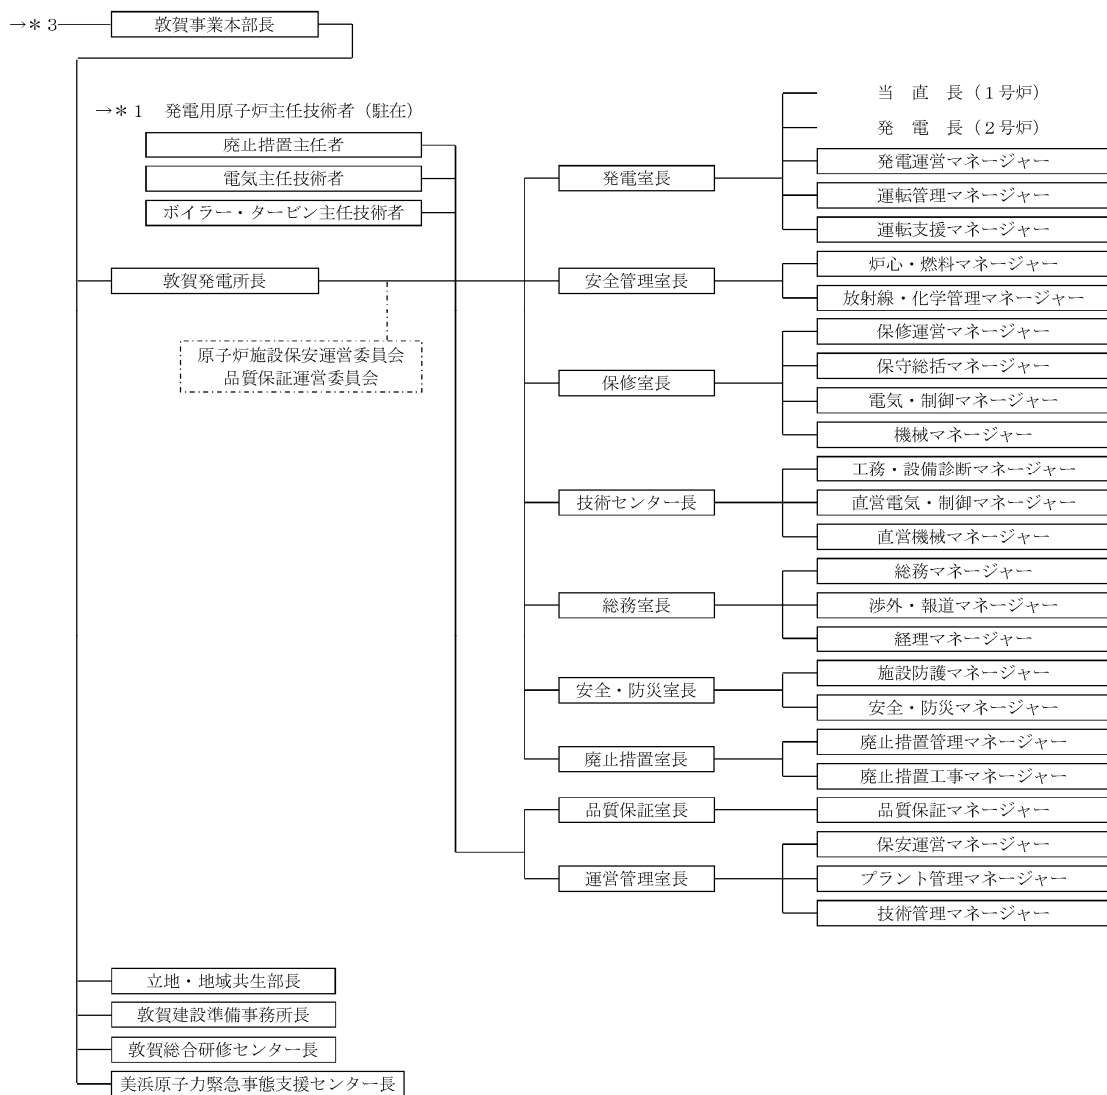 →＊３
敦賀事業本部長
→＊１　発電用原子炉主任技術者（駐在）
廃止措置主任者
電気主任技術者
ボイラー・タービン主任技術者
敦賀発電所長
原子炉施設保安運営委員会
品質保証運営委員会
発電室長
当　直　長（１号炉）
発　電　長（２号炉）
発電運営マネージャー
運転管理マネージャー
運転支援マネージャー
安全管理室長
炉心・燃料マネージャー
放射線・化学管理マネージャー
保修室長
保修運営マネージャー
保守総括マネージャー
電気・制御マネージャー
機械マネージャー
技術センター長
工務・設備診断マネージャー
直営電気・制御マネージャー
直営機械マネージャー
総務室長
総務マネージャー
渉外・報道マネージャー
経理マネージャー
安全・防災室長
施設防護マネージャー
安全・防災マネージャー
廃止措置室長
廃止措置管理マネージャー
廃止措置工事マネージャー
品質保証室長
品質保証マネージャー
運営管理室長
保安運営マネージャー
プラント管理マネージャー
技術管理マネージャー
立地・地域共生部長
敦賀建設準備事務所長
敦賀総合研修センター長
美浜原子力緊急事態支援センター長